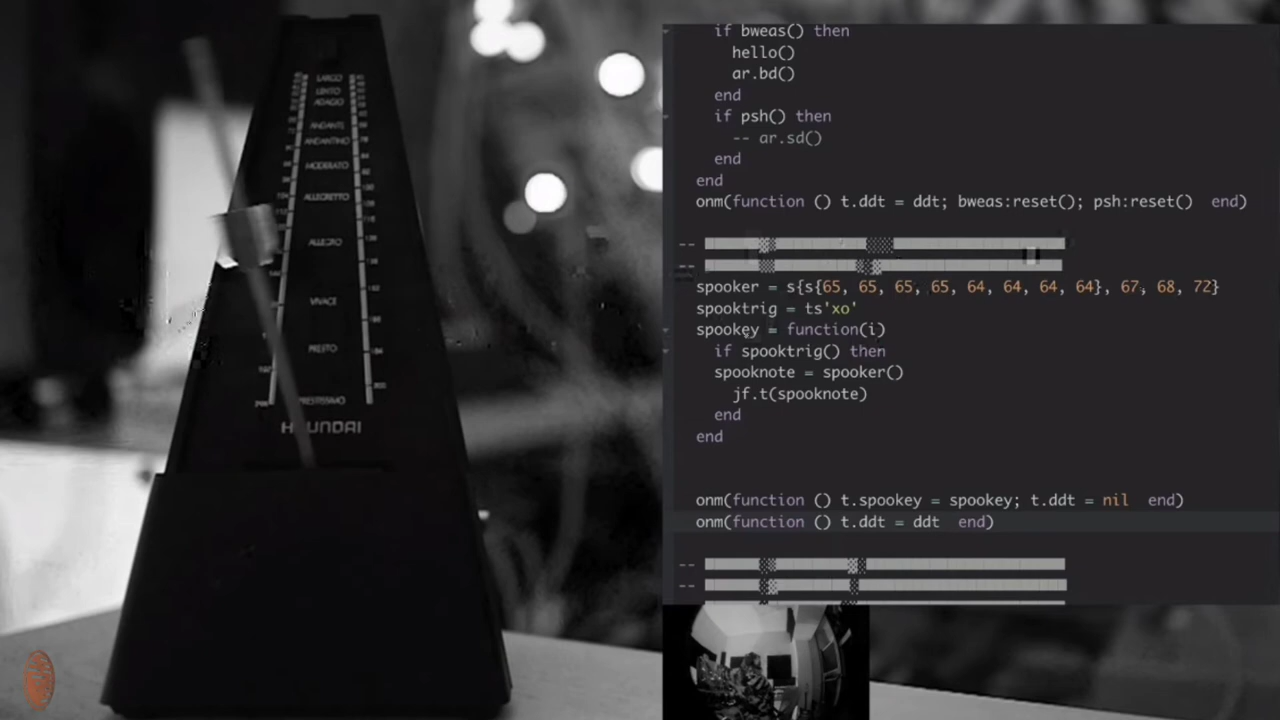 LARGO
LENTO
ADAGIO
ANDANTE
ANDANTINO
MODERATO
ALLEGRETTO
ALLEGRO
VIVACE
PRESTO
PRESTISSIMO
HYUNDAI
if bweas() then
hello()
ar.bd()
end
if psh() then
-- ar.sd()
end
end
onm(function () t.ddt = ddt; bweas:reset(); psh:reset()  end)
--
--
spooker = s{s{65, 65, 65, 65, 64, 64, 64, 64}, 67, 68, 72}
spooktrig = ts'xo'
spookey = function(i)
if spooktrig() then
spooknote = spooker()
jf.t(spooknote)
end
end
onm(function () t.spookey = spookey; t.ddt = nil  end)
onm(function () t.ddt = ddt  end)
--
--